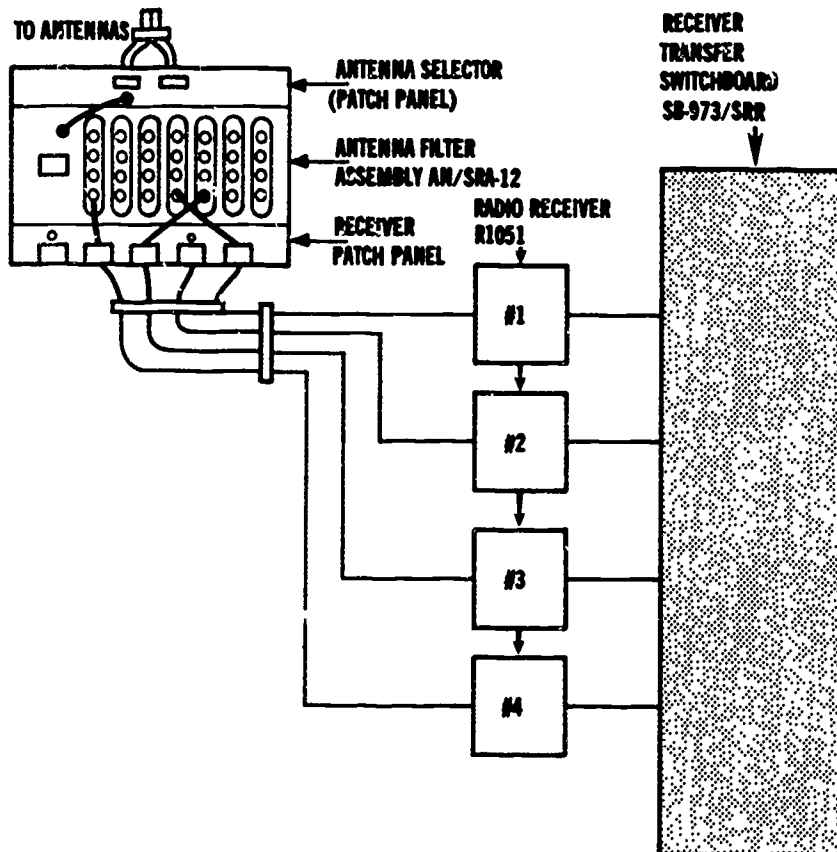 TO ANTENNAS
ANTENNA SELECTOR
(PATCH PANEL)
ANTENNA FILTER
ASSEMBLY AN/SRA-12
RECEIVER
PATCH PANEL
RADIO RECEIVER
R1051
#1
#2
#3
#4
RECEIVER
TRANSFER
SWITCHBOARD
SB-973/SRR